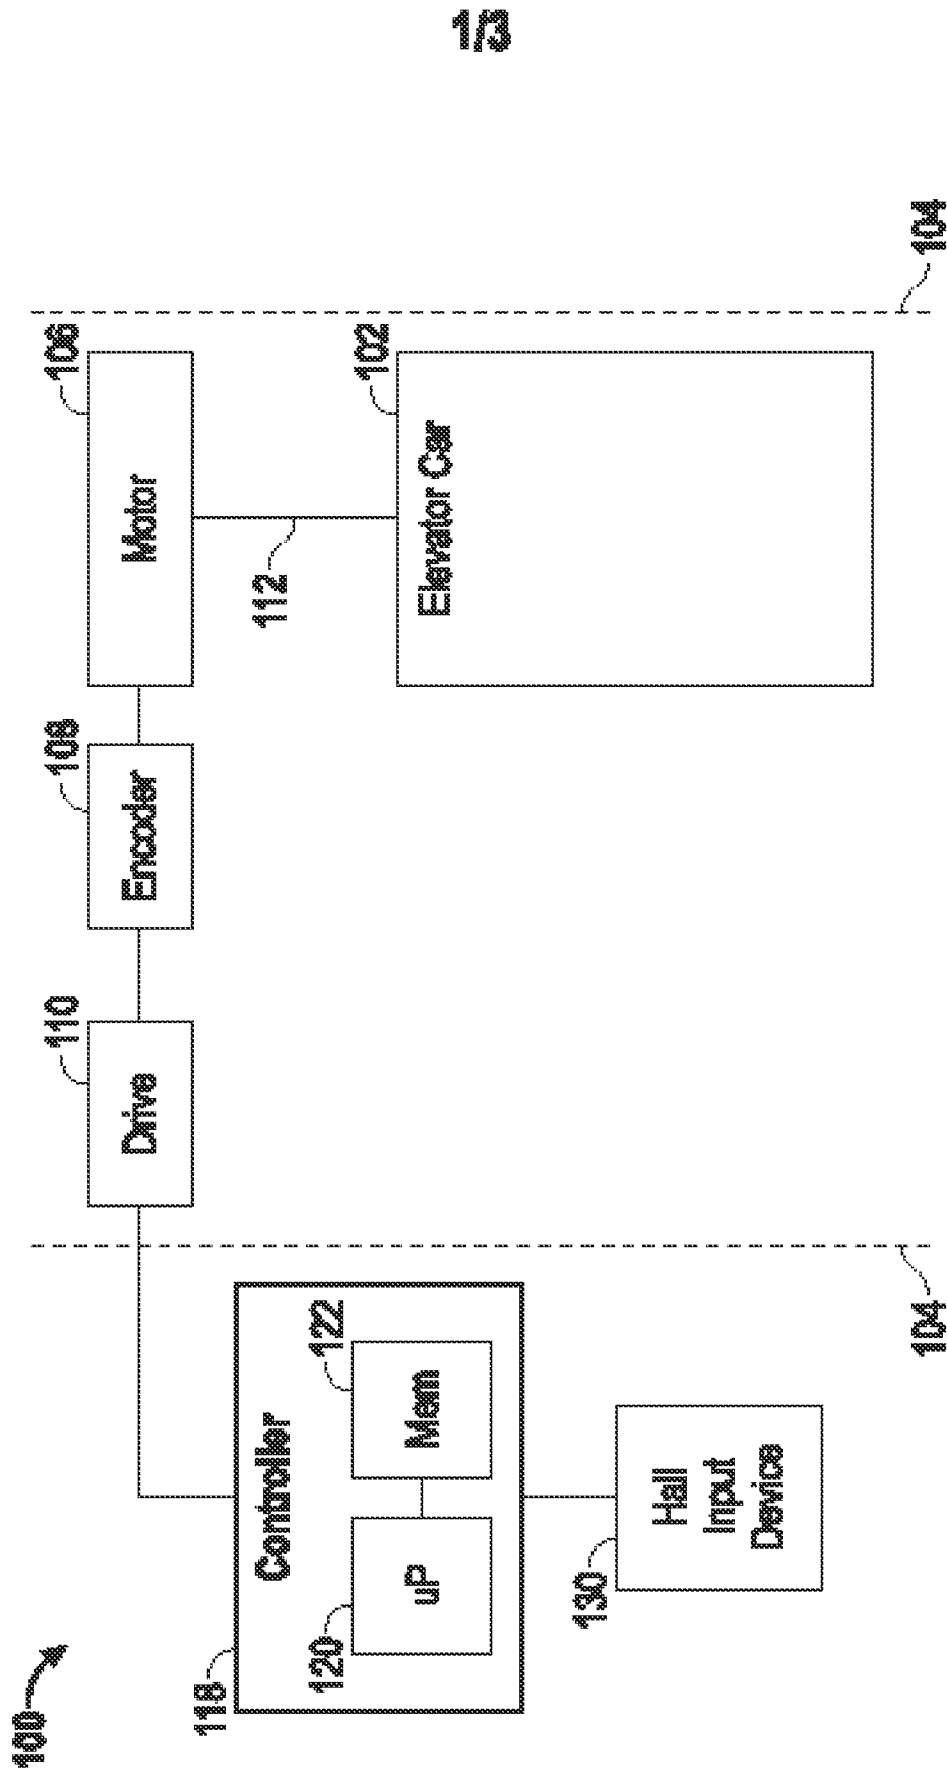 1/3
100
118
Controller
120
uP
122
Mem
130
Hall
Input
Device
104
110
Drive
108
Encoder
106
Motor
112
102
Elevator Car
104